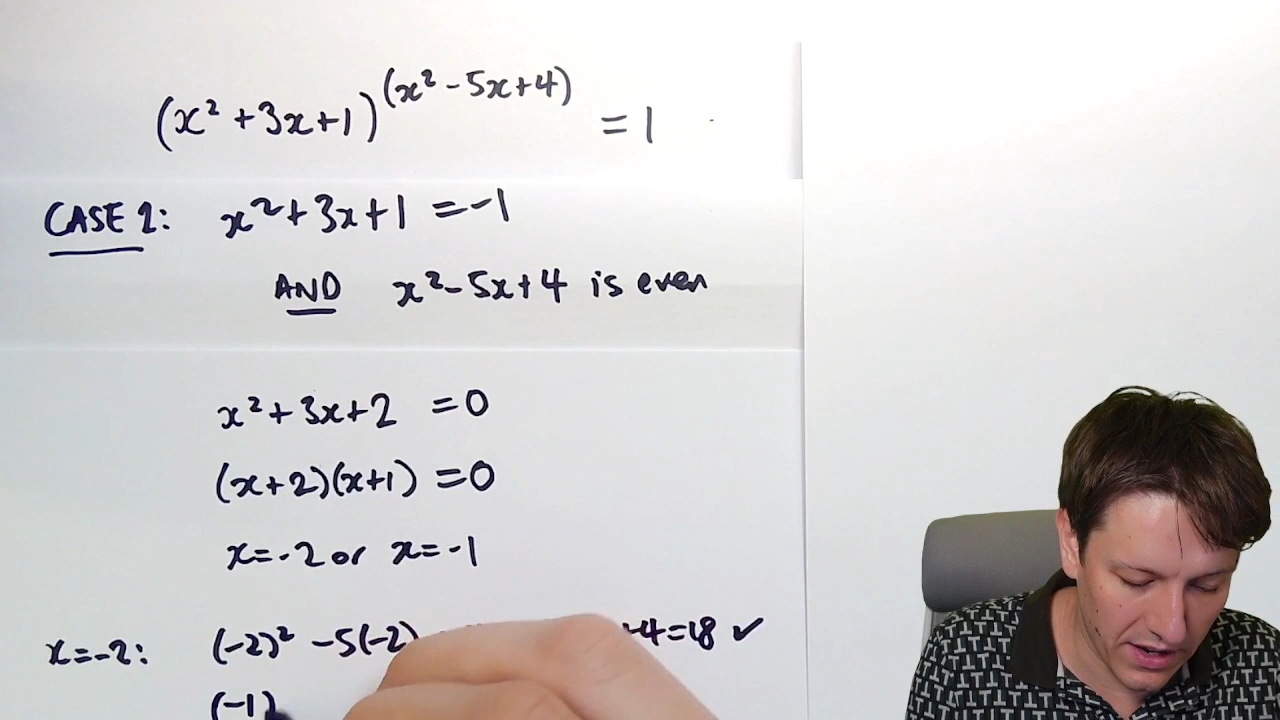 (x² + 3x + 1)^(x² - 5x + 4) = 1
CASE 2: x² + 3x + 1 = -1
AND x² - 5x + 4 is even
x² + 3x + 2 = 0
(x + 2)(x + 1) = 0
x = -2 or x = -1
x = -2: (-2)² - 5(-2) +4 = 18 ✓
(-1)